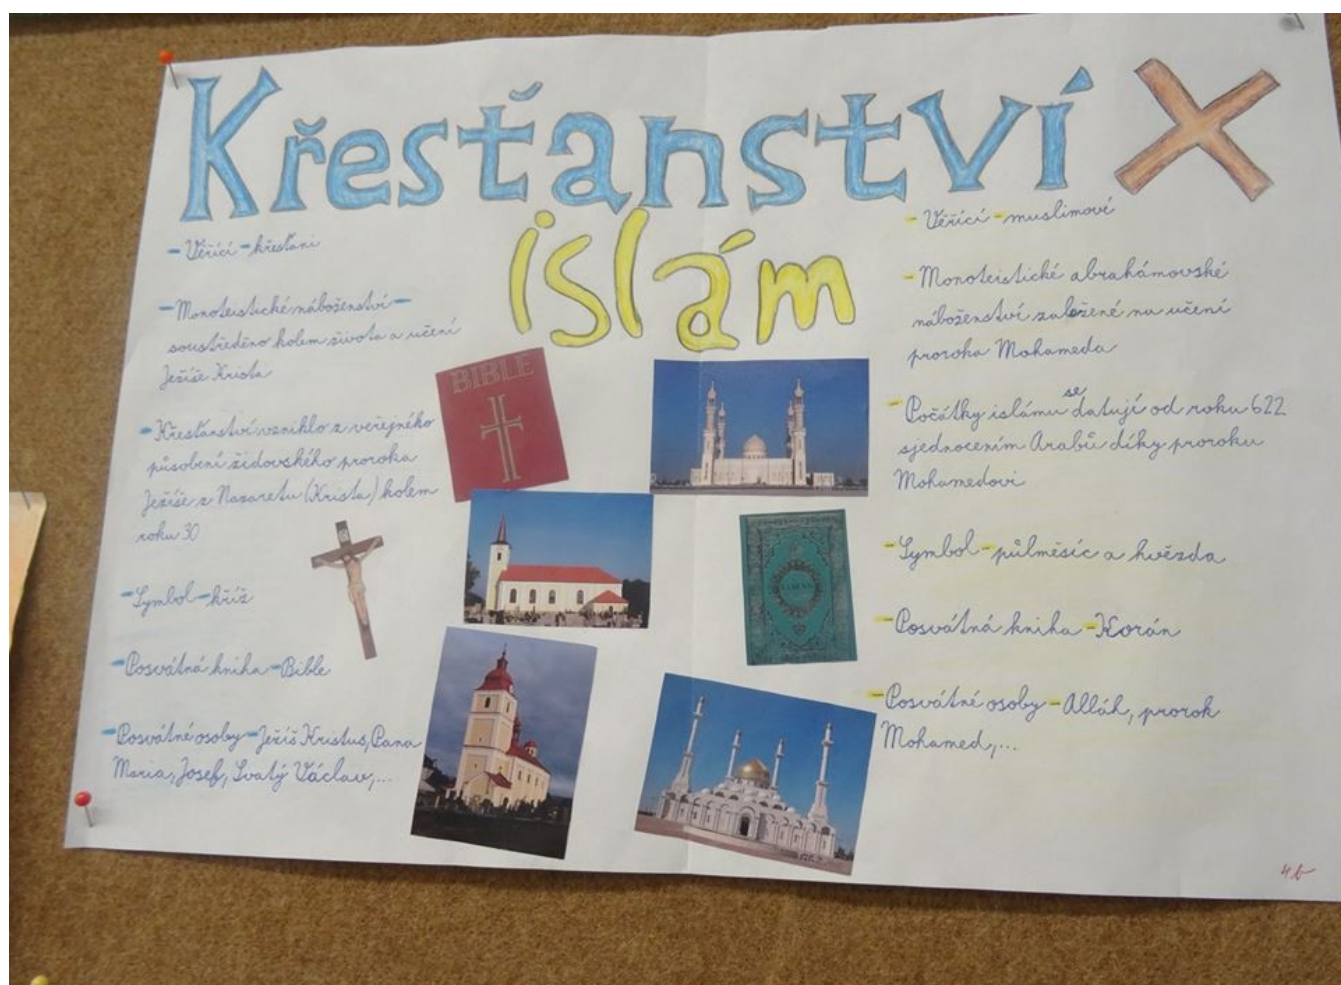 Křesťanství X
islám
- Věřící - křesťani
- Monoteistické náboženství -
soustředěno kolem života a učení
Ježíše Krista
- Křesťanství vzniklo z veřejného
působení židovského proroka
Ježíše z Nazaretu (Krista) kolem
roku 30
- Symbol - kříž
- Posvátná kniha - Bible
- Posvátné osoby - Ježíš Kristus, Pana
Maria, Josef, Svatý Václav,...
BIBLE
- Věřící - muslimové
- Monoteistické abrahámovské
náboženství založené na učení
proroka Mohameda
- Počátky islámu se datují od roku 622
sjednocením Arabů díky proroku
Mohamedovi
- Symbol - půlměsíc a hvězda
- Posvátná kniha - Korán
- Posvátné osoby - Alláh, prorok
Mohamed,...
4b